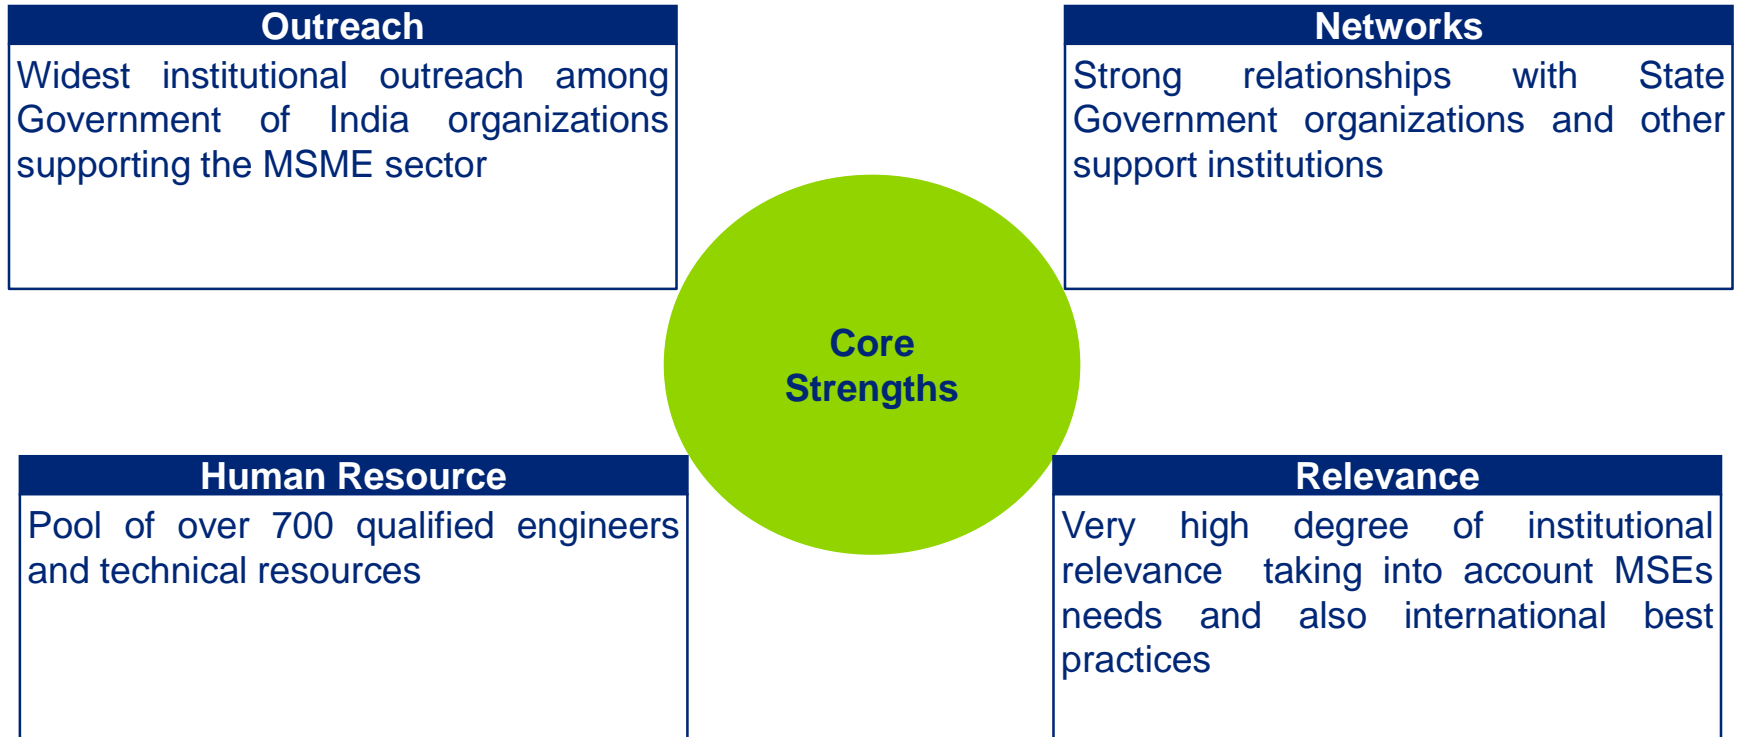 Outreach
Widest institutional outreach among
Government of India organizations
supporting the MSME sector
Networks
Strong relationships with State
Government organizations and other
support institutions
Core
Strengths
Human Resource
Pool of over 700 qualified engineers
and technical resources
Relevance
Very high degree of institutional
relevance taking into account MSEs
needs and also international best
practices